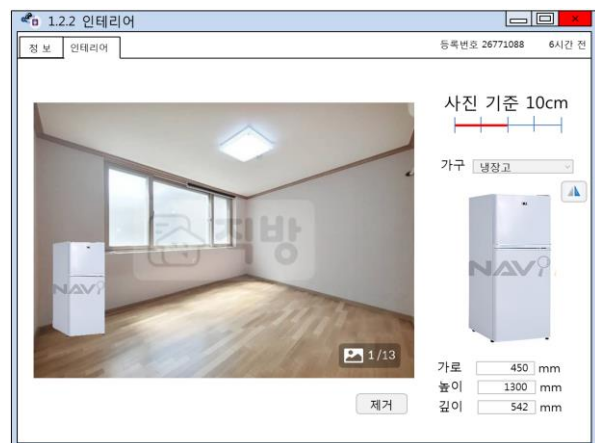 1.2.2 인테리어
정 보
인테리어
등록번호 26771088
6시간 전
사진 기준 10cm
가구
냉장고
직방
NAVi
NAVi
1/13
가로 450 mm
높이 1300 mm
제거
깊이 542 mm